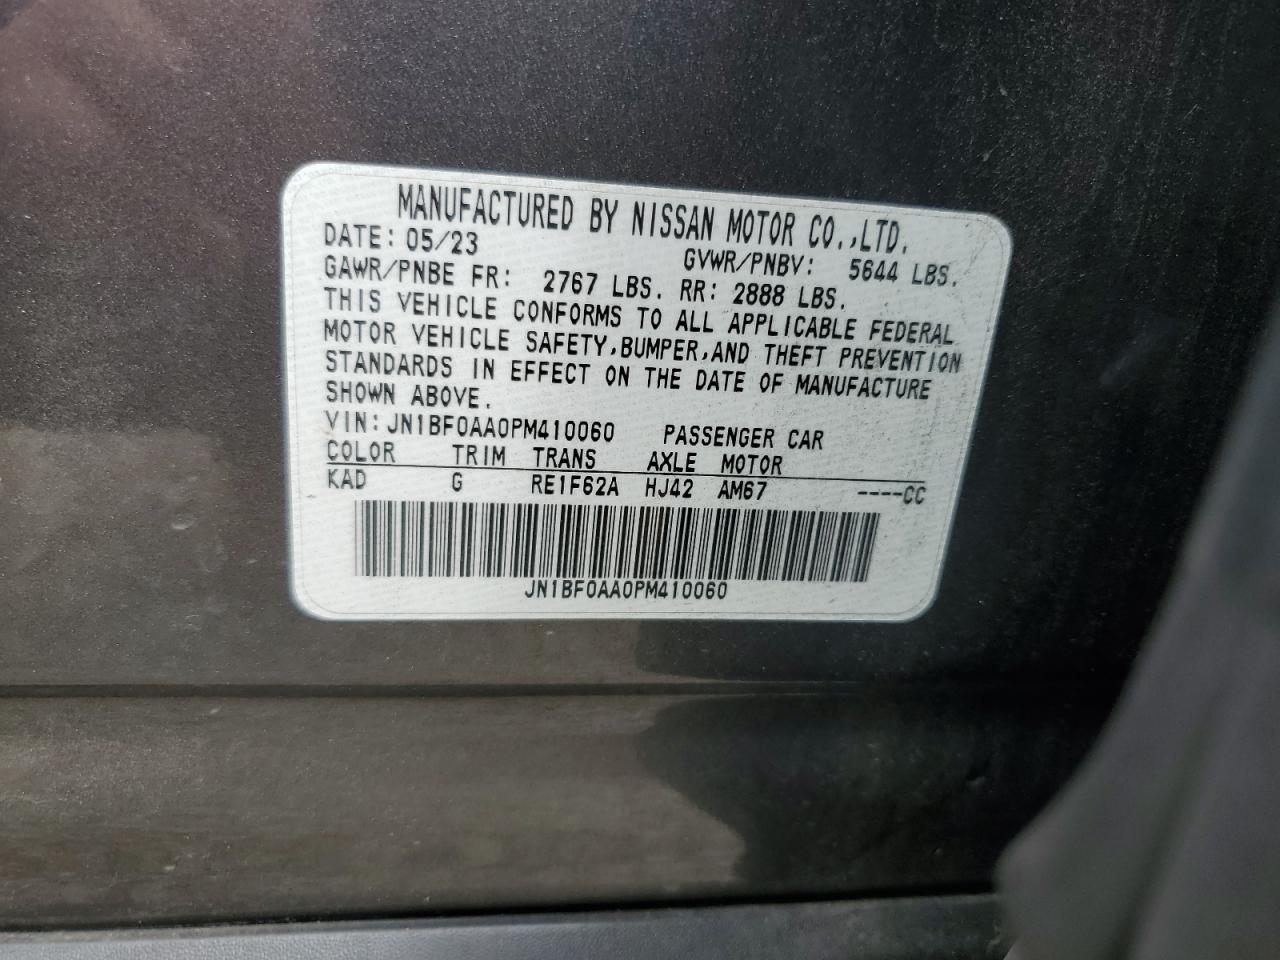 MANUFACTURED BY NISSAN MOTOR CO.,LTD.
DATE: 05/23 GVWR/PNBV: 5644 LBS.
GAWR/PNBE FR: 2767 LBS. RR: 2888 LBS.
THIS VEHICLE CONFORMS TO ALL APPLICABLE FEDERAL
MOTOR VEHICLE SAFETY,BUMPER,AND THEFT PREVENTION
STANDARDS IN EFFECT ON THE DATE OF MANUFACTURE
SHOWN ABOVE.
VIN:JN1BF0AA0PM410060 PASSENGER CAR
COLOR TRIM TRANS AXLE MOTOR
KAD G RE1F62A HJ42 AM67 ----CC
JN1BF0AA0PM410060